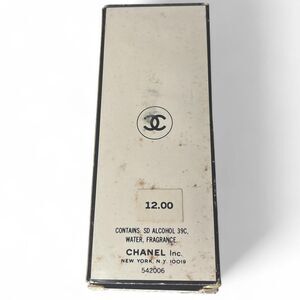 12.00
CONTAINS: SD ALCOHOL 39C,
WATER, FRAGRANCE
CHANEL Inc.
NEW YORK, N.Y. 10019
542006